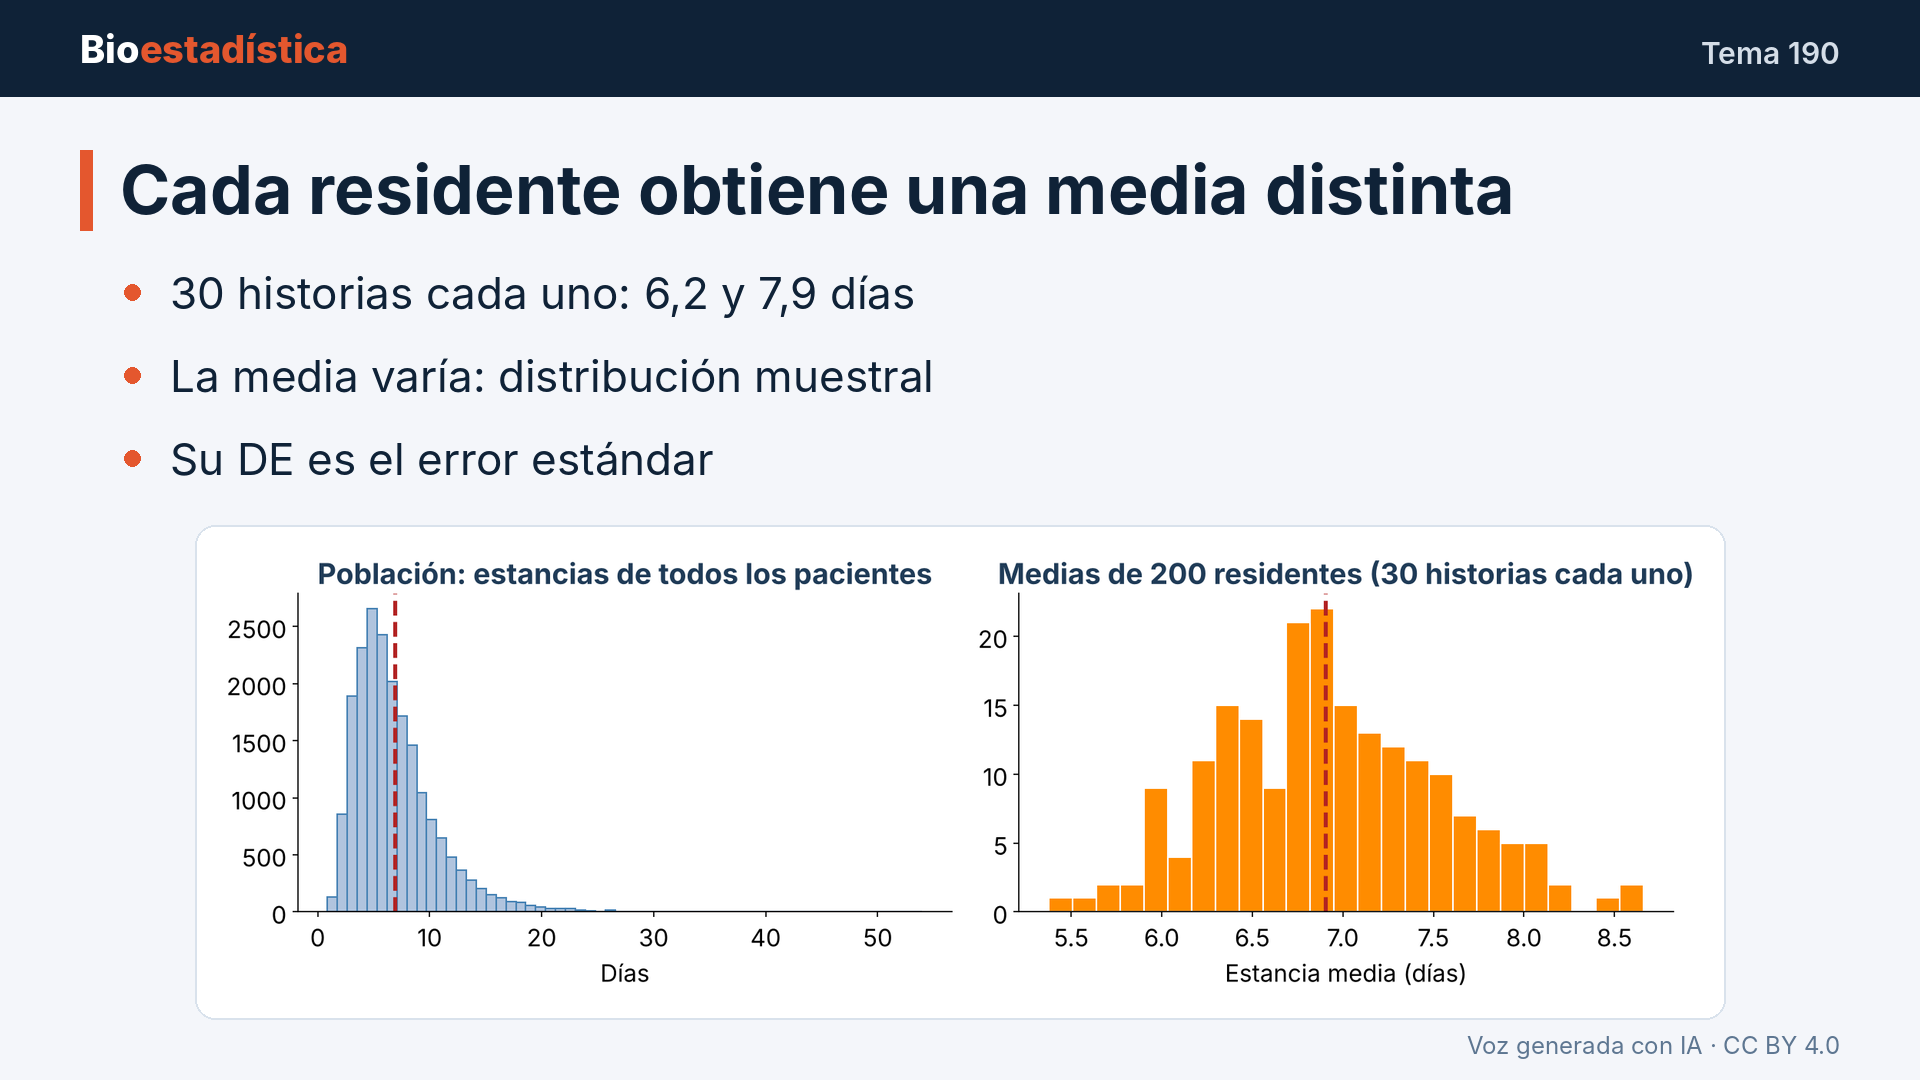 Bioestadística
Tema 190
Cada residente obtiene una media distinta
• 30 historias cada uno: 6,2 y 7,9 días
• La media varía: distribución muestral
• Su DE es el error estándar
Población: estancias de todos los pacientes
2500
2000
1500
1000
500
0
0 10 20 30 40 50
Días
Medias de 200 residentes (30 historias cada uno)
20
15
10
5
0
5.5 6.0 6.5 7.0 7.5 8.0 8.5
Estancia media (días)
Voz generada con IA · CC BY 4.0